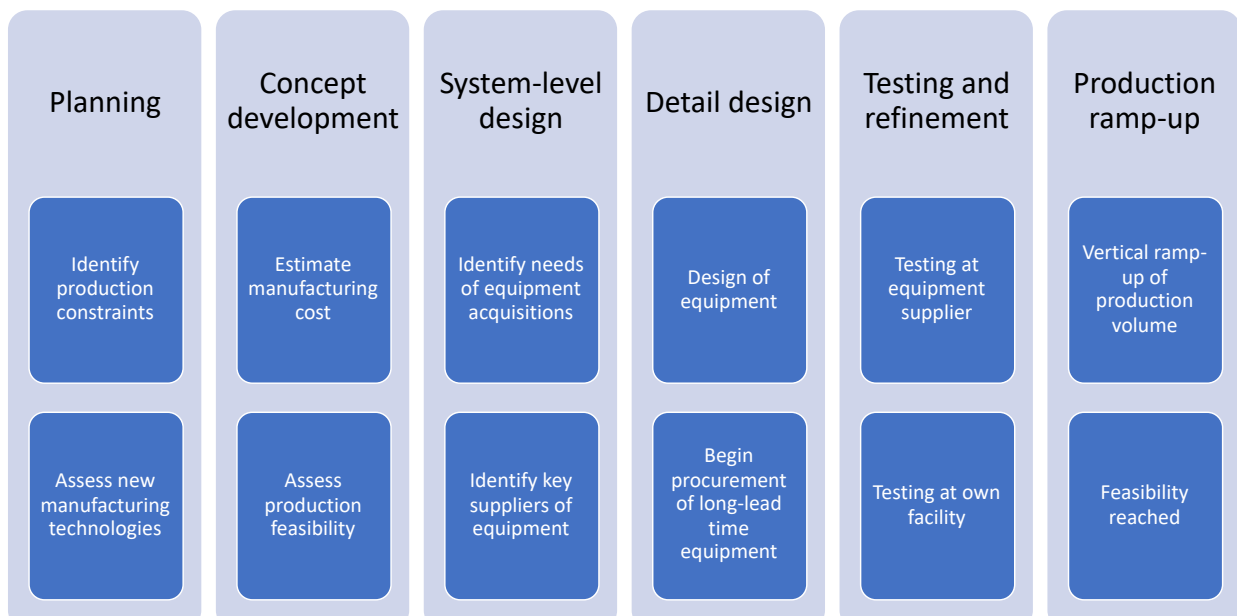 Planning
Identify
production
constraints
Assess new
manufacturing
technologies
Concept
development
Estimate
manufacturing
cost
Assess
production
feasibility
System-level
design
Identify needs
of equipment
acquisitions
Identify key
suppliers of
equipment
Detail design
Design of
equipment
Begin
procurement
of long-lead
time
equipment
Testing and
refinement
Testing at
equipment
supplier
Testing at own
facility
Production
ramp-up
Vertical ramp-
up of
production
volume
Feasibility
reached